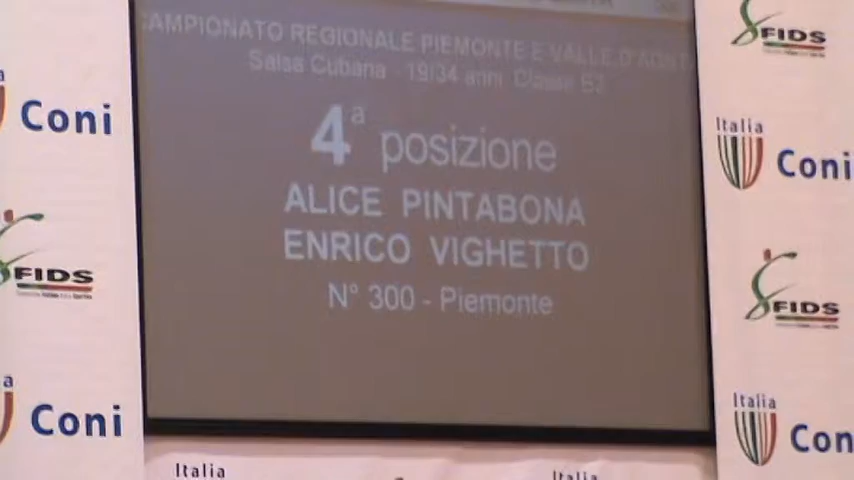 CAMPIONATO REGIONALE PIEMONTE E VALLE D'AOST
Salsa Cubana - 19/34 anni Classe B2
4ª posizione
ALICE PINTABONA
ENRICO VIGHETTO
N° 300 - Piemonte
Coni
FIDS
Coni
Italia
FIDS
Italia
Coni
FIDS
Italia
Coni
Italia